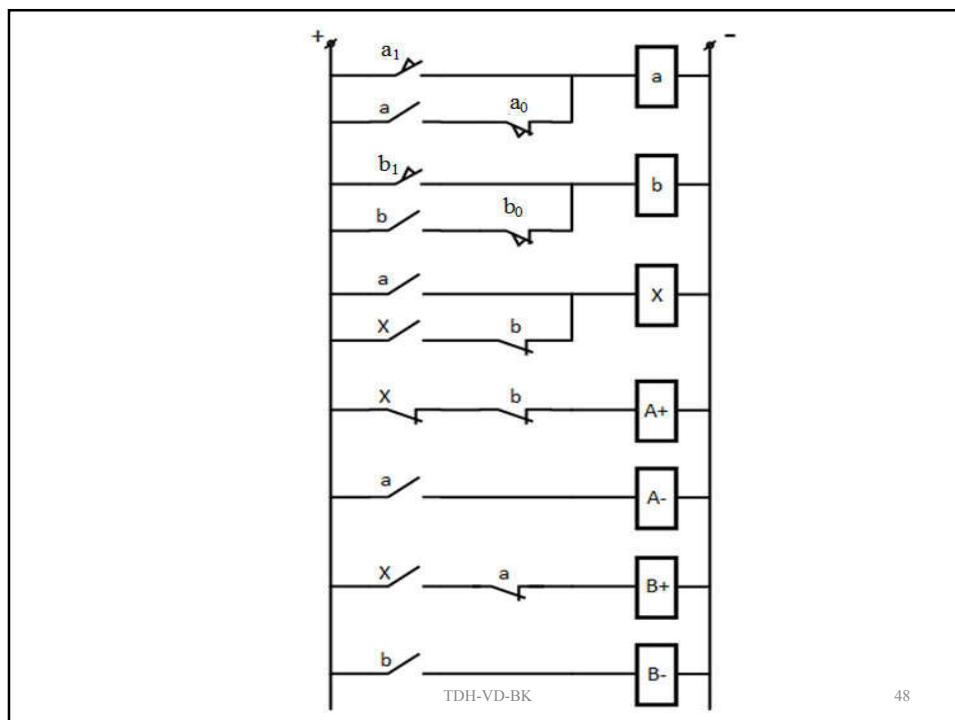 + -
a₁ a
a a₀
b₁ b
b b₀
a X
X b
X b A+
a A-
X a B+
b B-
TDH-VD-BK 48